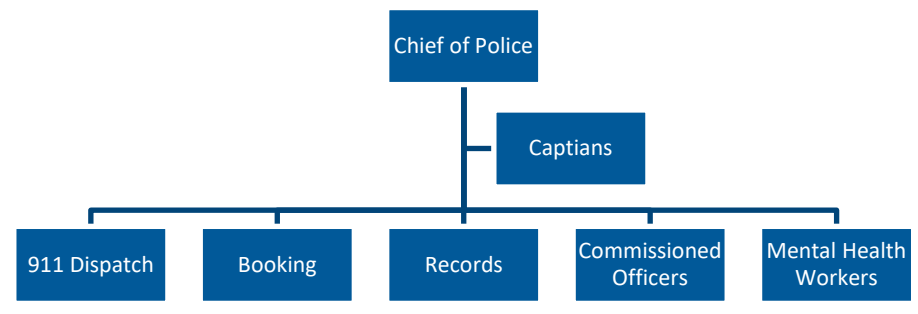 Chief of Police
Captians
911 Dispatch
Booking
Records
Commissioned
Officers
Mental Health
Workers